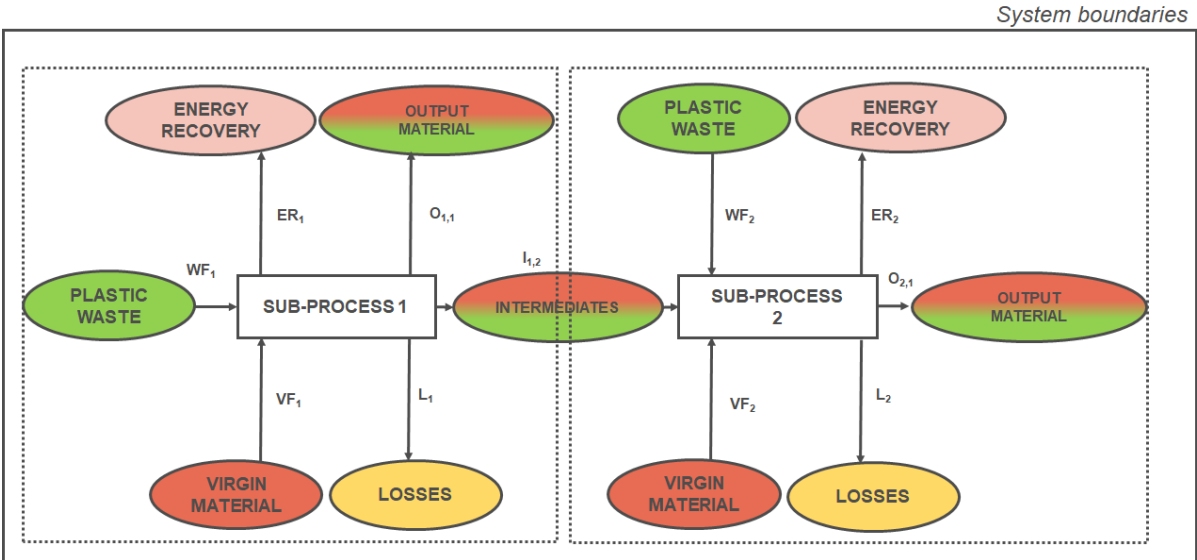 System boundaries
ENERGY
RECOVERY
OUTPUT
MATERIAL
PLASTIC
WASTE
ENERGY
RECOVERY
ER₁
O₁,₁
WF₂
ER₂
WF₁
I₁,₂
O₂,₁
PLASTIC
WASTE
SUB-PROCESS 1
INTERMEDIATES
SUB-PROCESS
2
OUTPUT
MATERIAL
VF₁
L₁
VF₂
L₂
VIRGIN
MATERIAL
LOSSES
VIRGIN
MATERIAL
LOSSES